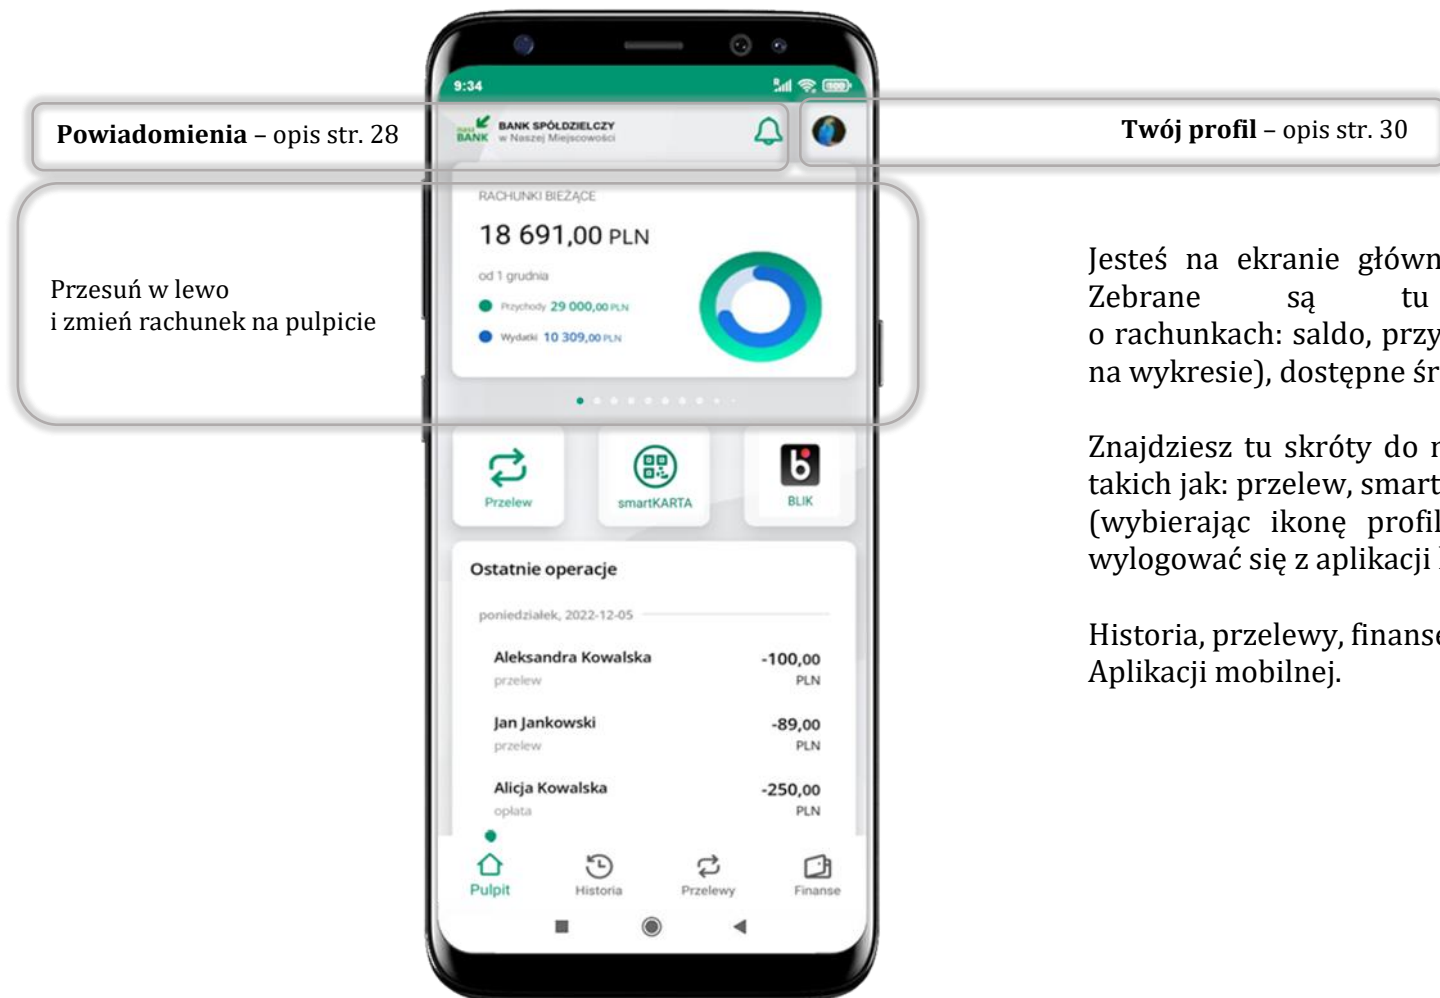 9:34
Powiadomienia – opis str. 28
nasz BANK
BANK SPÓŁDZIELCZY
w Naszej Miejscowości
Twój profil – opis str. 30
RACHUNKI BIEŻĄCE
18 691,00 PLN
od 1 grudnia
Przychody 29 000,00 PLN
Wydatki 10 309,00 PLN
Przesuń w lewo
i zmień rachunek na pulpicie
Przelew
smartKARTA
BLIK
Ostatnie operacje
poniedziałek, 2022-12-05
Aleksandra Kowalska -100,00
przelew PLN
Jan Jankowski -89,00
przelew PLN
Alicja Kowalska -250,00
opłata PLN
Pulpit Historia Przelewy Finanse
Jesteś na ekranie główn
Zebrane są tu
o rachunkach: saldo, przy
na wykresie), dostępne śr
Znajdziesz tu skróty do
takich jak: przelew, smart
(wybierając ikonę profil
wylogować się z aplikacji
Historia, przelewy, finanse
Aplikacji mobilnej.